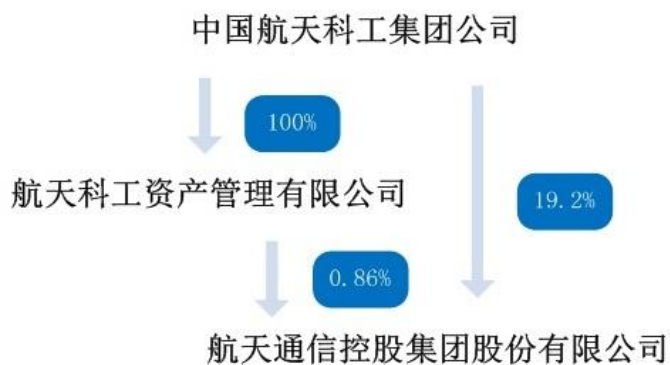 中国航天科工集团公司
100%
航天科工资产管理有限公司
19.2%
0.86%
航天通信控股集团股份有限公司